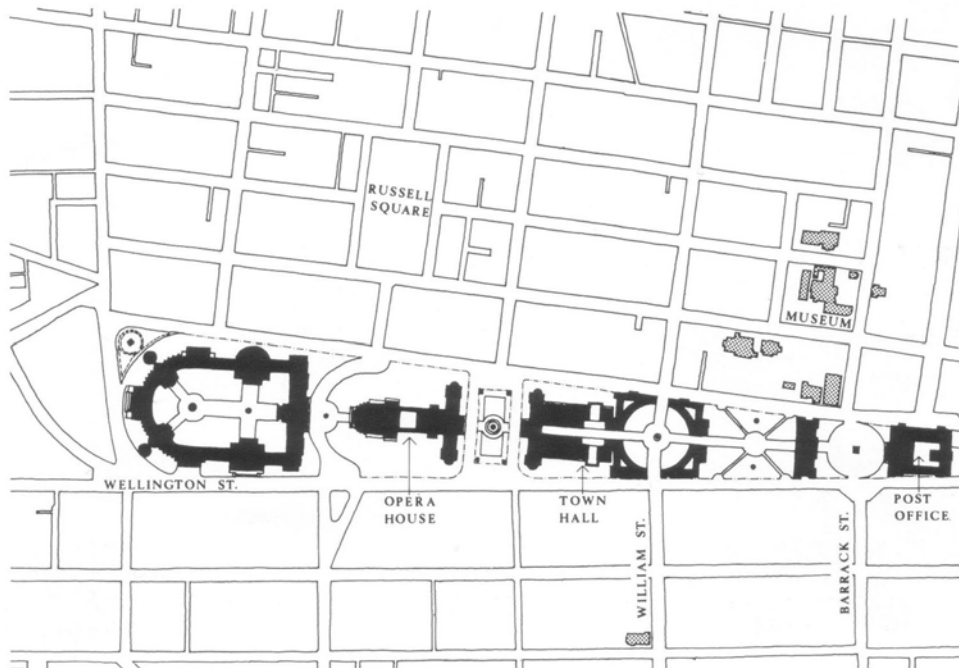 RUSSELL
SQUARE
MUSEUM
WELLINGTON ST.
OPERA
HOUSE
TOWN
HALL
WILLIAM ST.
BARRACK ST.
POST
OFFICE